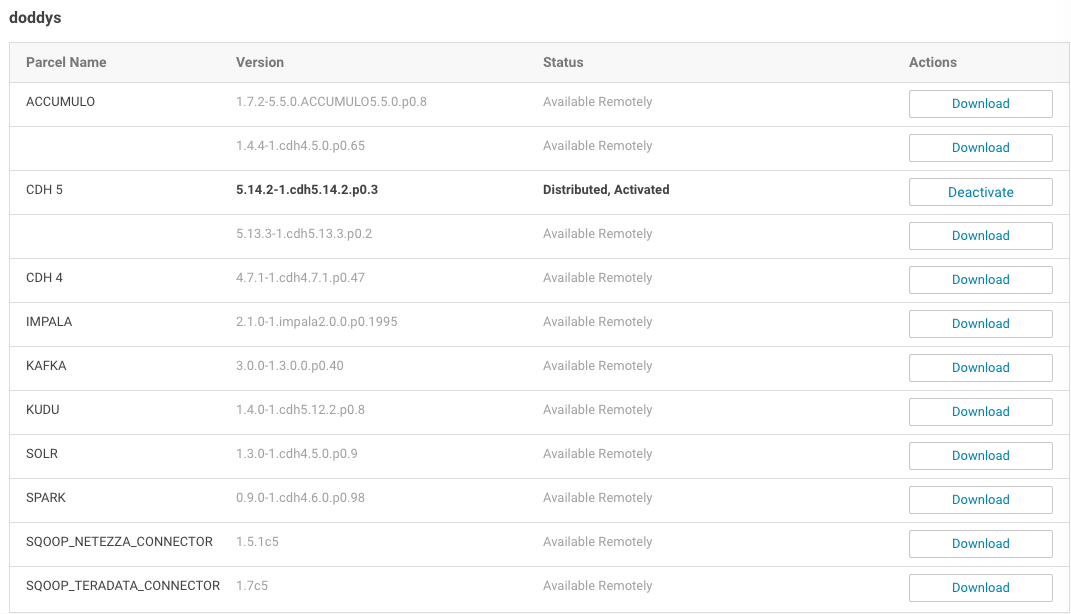 doddys
Parcel Name Version Status Actions
ACCUMULO 1.7.2-5.5.0.ACCUMULO5.5.0.p0.8 Available Remotely Download
1.4.4-1.cdh4.5.0.p0.65 Available Remotely Download
CDH 5 5.14.2-1.cdh5.14.2.p0.3 Distributed, Activated Deactivate
5.13.3-1.cdh5.13.3.p0.2 Available Remotely Download
CDH 4 4.7.1-1.cdh4.7.1.p0.47 Available Remotely Download
IMPALA 2.1.0-1.impala2.0.0.p0.1995 Available Remotely Download
KAFKA 3.0.0-1.3.0.0.p0.40 Available Remotely Download
KUDU 1.4.0-1.cdh5.12.2.p0.8 Available Remotely Download
SOLR 1.3.0-1.cdh4.5.0.p0.9 Available Remotely Download
SPARK 0.9.0-1.cdh4.6.0.p0.98 Available Remotely Download
SQOOP_NETEZZA_CONNECTOR 1.5.1c5 Available Remotely Download
SQOOP_TERADATA_CONNECTOR 1.7c5 Available Remotely Download